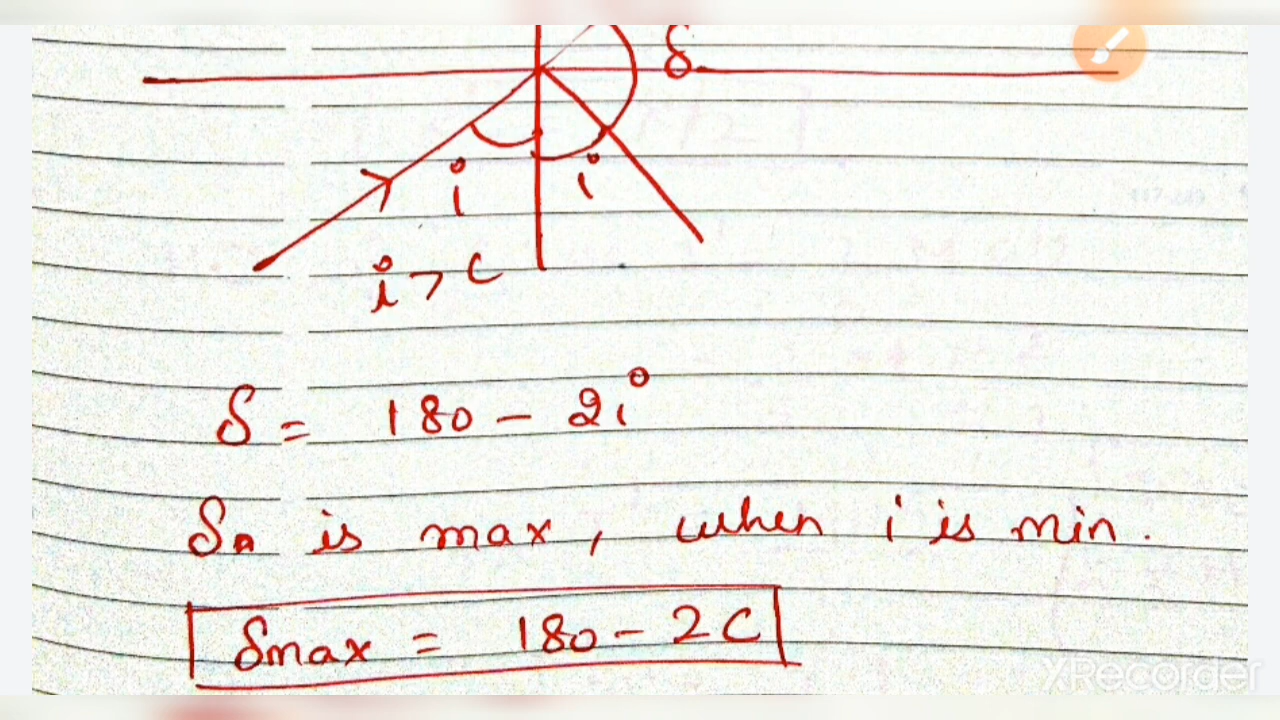 δ
i i
i > C
δ = 180 - 2i
δ is max, when i is min.
δmax = 180 - 2C
XRecorder